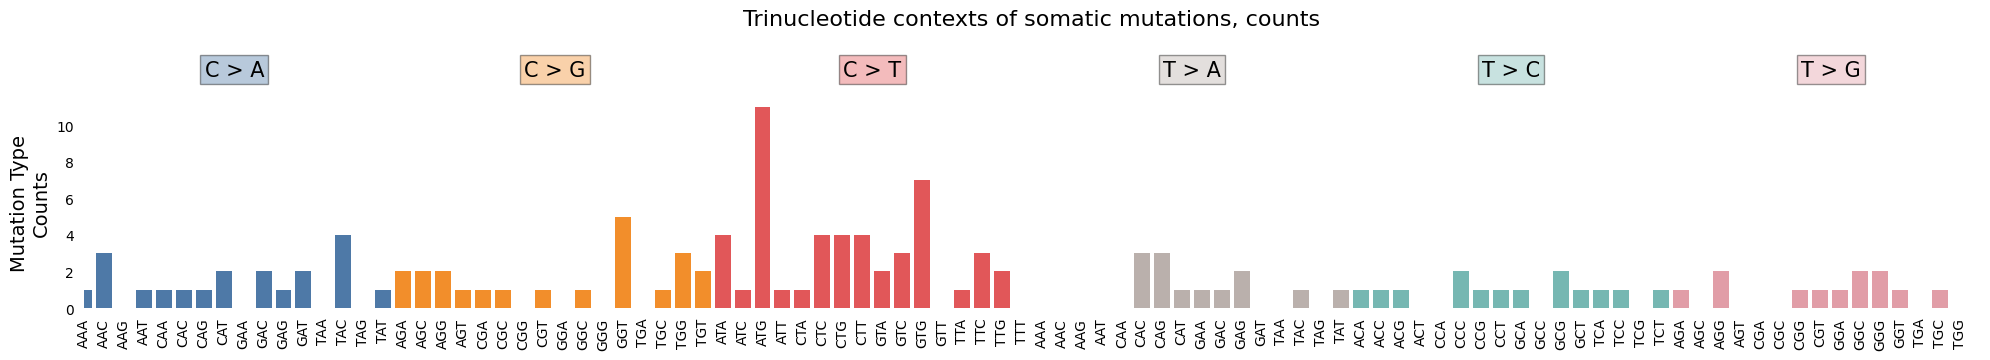 Trinucleotide contexts of somatic mutations, counts
C > A
C > G
C > T
T > A
T > C
T > G
Mutation Type
Counts
10
8
6
4
2
0
AAA
AAC
AAG
AAT
CAA
CAC
CAG
CAT
GAA
GAC
GAG
GAT
TAA
TAC
TAG
TAT
AGA
AGC
AGG
AGT
CGA
CGC
CGG
CGT
GGA
GGC
GGG
GGT
TGA
TGC
TGG
TGT
ATA
ATC
ATG
ATT
CTA
CTC
CTG
CTT
GTA
GTC
GTG
GTT
TTA
TTC
TTG
TTT
AAA
AAC
AAG
AAT
CAA
CAC
CAG
CAT
GAA
GAC
GAG
GAT
TAA
TAC
TAG
TAT
ACA
ACC
ACG
ACT
CCA
CCC
CCG
CCT
GCA
GCC
GCG
GCT
TCA
TCC
TCG
TCT
AGA
AGC
AGG
AGT
CGA
CGC
CGG
CGT
GGA
GGC
GGG
GGT
TGA
TGC
TGG